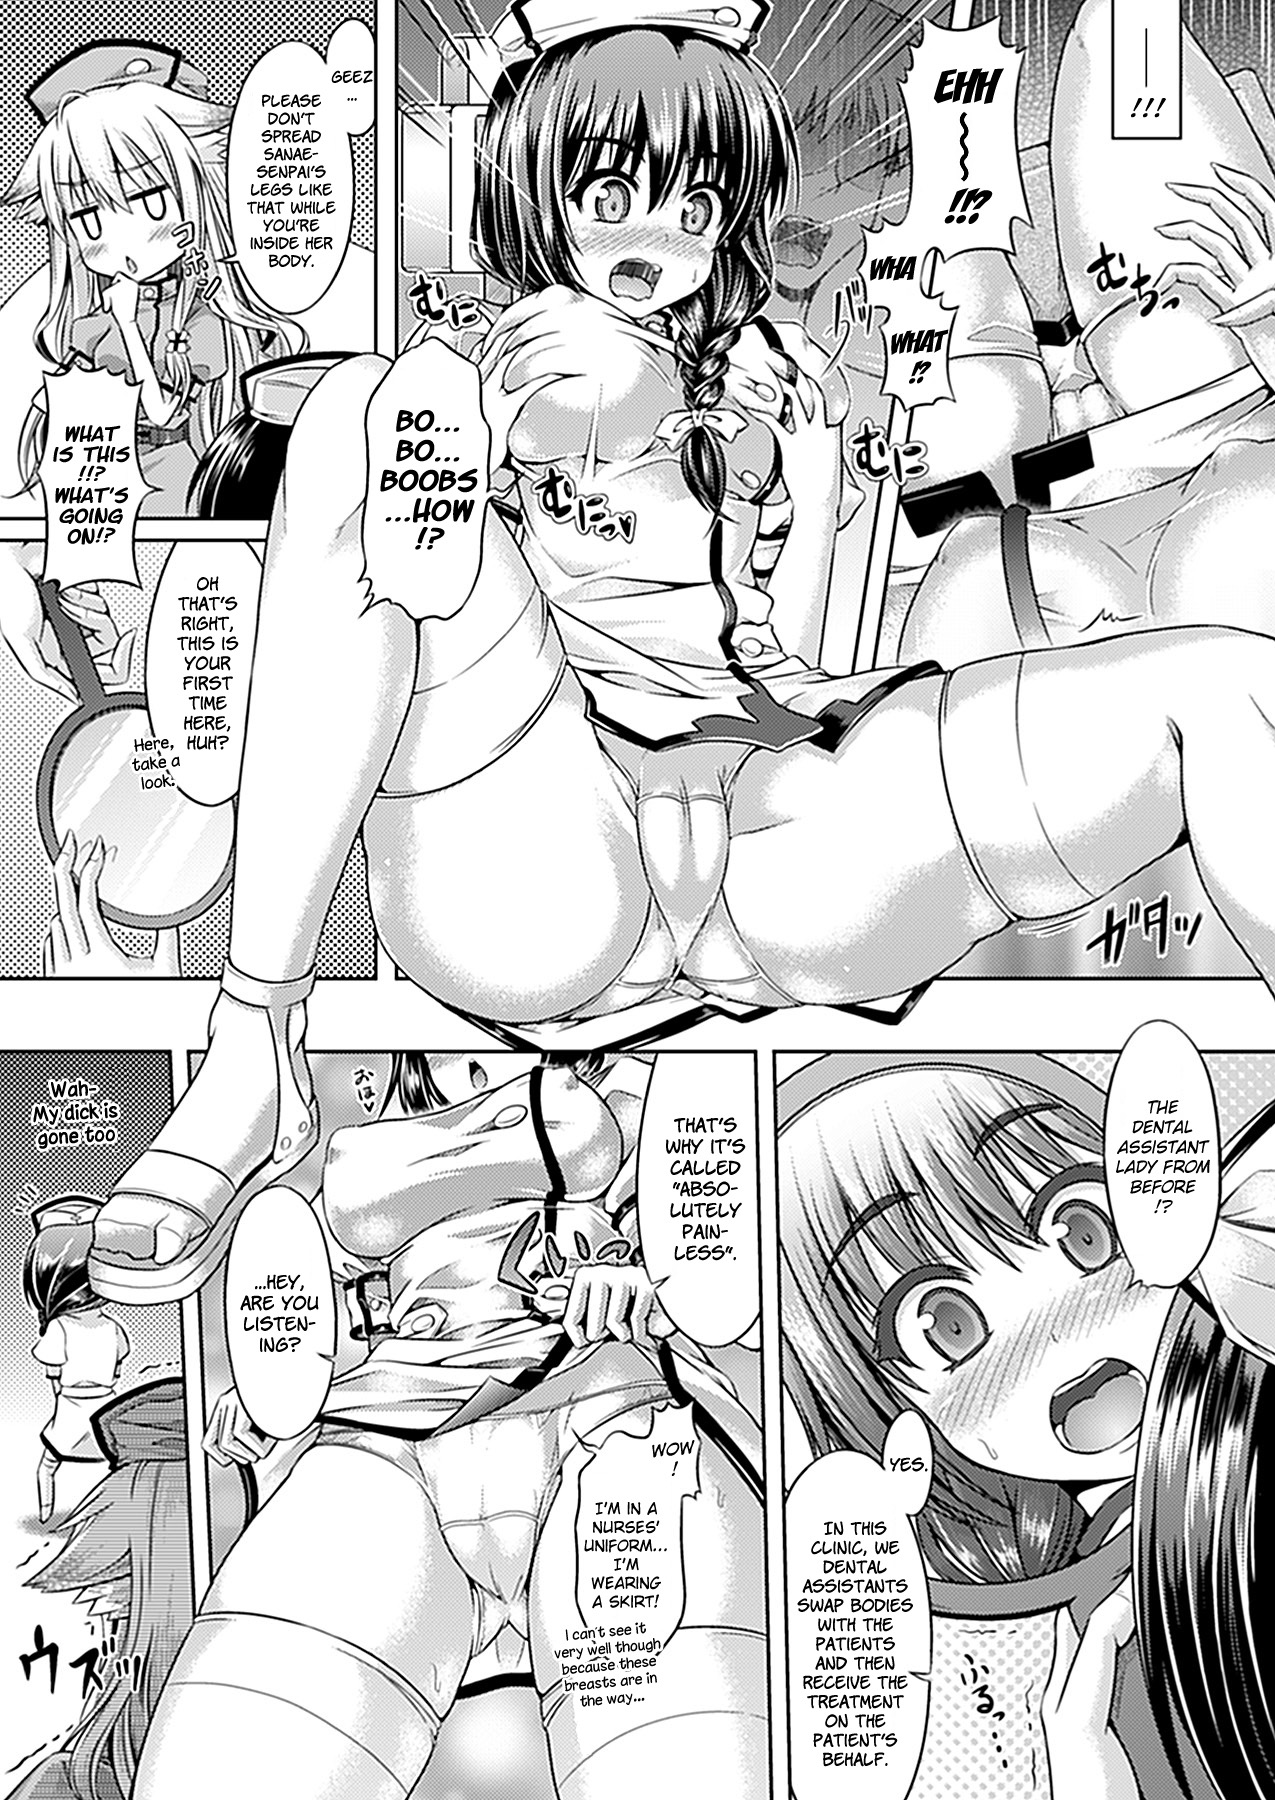 !!!
EHH
!!!?
WHA
WHAT
!?
むちっ
むに
むに
むにっ
BO...
BO...
BOOBS
...HOW
!?
ガタッ
GEEZ
...
PLEASE
DON'T
SPREAD
SANAE-
SENPAI'S
LEGS LIKE
THAT WHILE
YOU'RE
INSIDE HER
BODY.
コホン
WHAT
IS THIS
!!!?
WHAT'S
GOING
ON!?
OH
THAT'S
RIGHT,
THIS IS
YOUR
FIRST
TIME
HERE,
HUH?
Here,
take a
look.
THE
DENTAL
ASSISTANT
LADY FROM
BEFORE
!?
YES.
IN THIS
CLINIC, WE
DENTAL
ASSISTANTS
SWAP BODIES
WITH THE
PATIENTS
AND THEN
RECEIVE THE
TREATMENT
ON THE
PATIENT'S
BEHALF.
ふるっ…
THAT'S
WHY IT'S
CALLED
"ABSO-
LUTELY
PAIN-
LESS".
おほ♥
WOW
!
I'M IN A
NURSES'
UNIFORM...
I'M
WEARING
A SKIRT!
I can't see it
very well though
because these
breasts are in
the way...
...HEY,
ARE YOU
LISTEN-
ING?
Wah-
My dick is
gone too
ウズッ